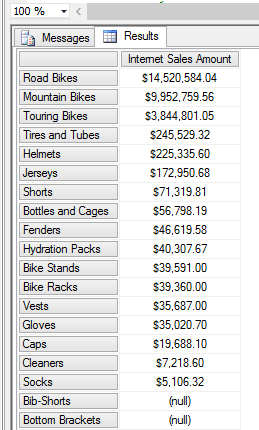 100 %
Messages Results
Internet Sales Amount
Road Bikes $14,520,584.04
Mountain Bikes $9,952,759.56
Touring Bikes $3,844,801.05
Tires and Tubes $245,529.32
Helmets $225,335.60
Jerseys $172,950.68
Shorts $71,319.81
Bottles and Cages $56,798.19
Fenders $46,619.58
Hydration Packs $40,307.67
Bike Stands $39,591.00
Bike Racks $39,360.00
Vests $35,687.00
Gloves $35,020.70
Caps $19,688.10
Cleaners $7,218.60
Socks $5,106.32
Bib-Shorts (null)
Bottom Brackets (null)